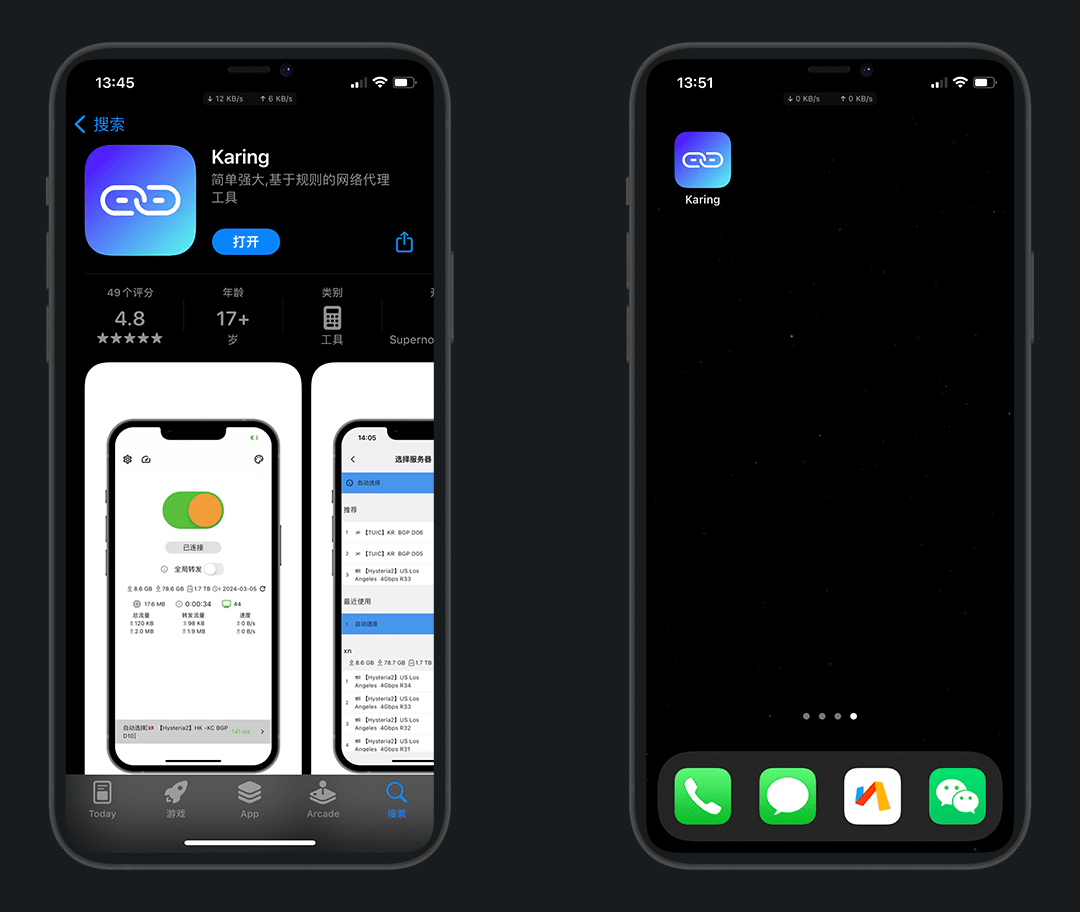 13:45
↓ 12 KB/s ↑ 6 KB/s
搜索
Karing
简单强大,基于规则的网络代理
工具
打开
49个评分
4.8
年龄
17+
岁
类别
工具
Superno
已连接
全局转发
8.6 GB 78.6 GB 1.7 TB 2024-03-05
17.6 MB 0:00:34 44
总流量 转发流量 速度
120 KB 98 KB 0 B/s
2.0 MB 1.9 MB 0 B/s
自动选择[ 【Hysteria2】HK -KC BGP
D10]
141 ms
14:05
选择服务器
自动选择
推荐
1 【TUIC】KR BGP D06
2 【TUIC】KR BGP D05
3 【Hysteria2】US Los
Angeles 4Gbps R33
最近使用
1 自动选择
xn
8.6 GB 78.7 GB 1.7 TB
1 【Hysteria2】US Los
Angeles 4Gbps R34
2 【Hysteria2】US Los
Angeles 4Gbps R33
3 【Hysteria2】US Los
Angeles 4Gbps R32
4 【Hysteria2】US Los
Angeles 4Gbps R31
Today
游戏
App
Arcade
搜索
13:51
↓ 0 KB/s ↑ 0 KB/s
Karing